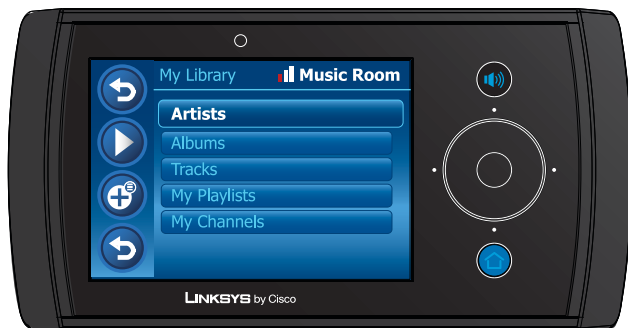 My Library Music Room
Artists
Albums
Tracks
My Playlists
My Channels
LINKSYS by Cisco